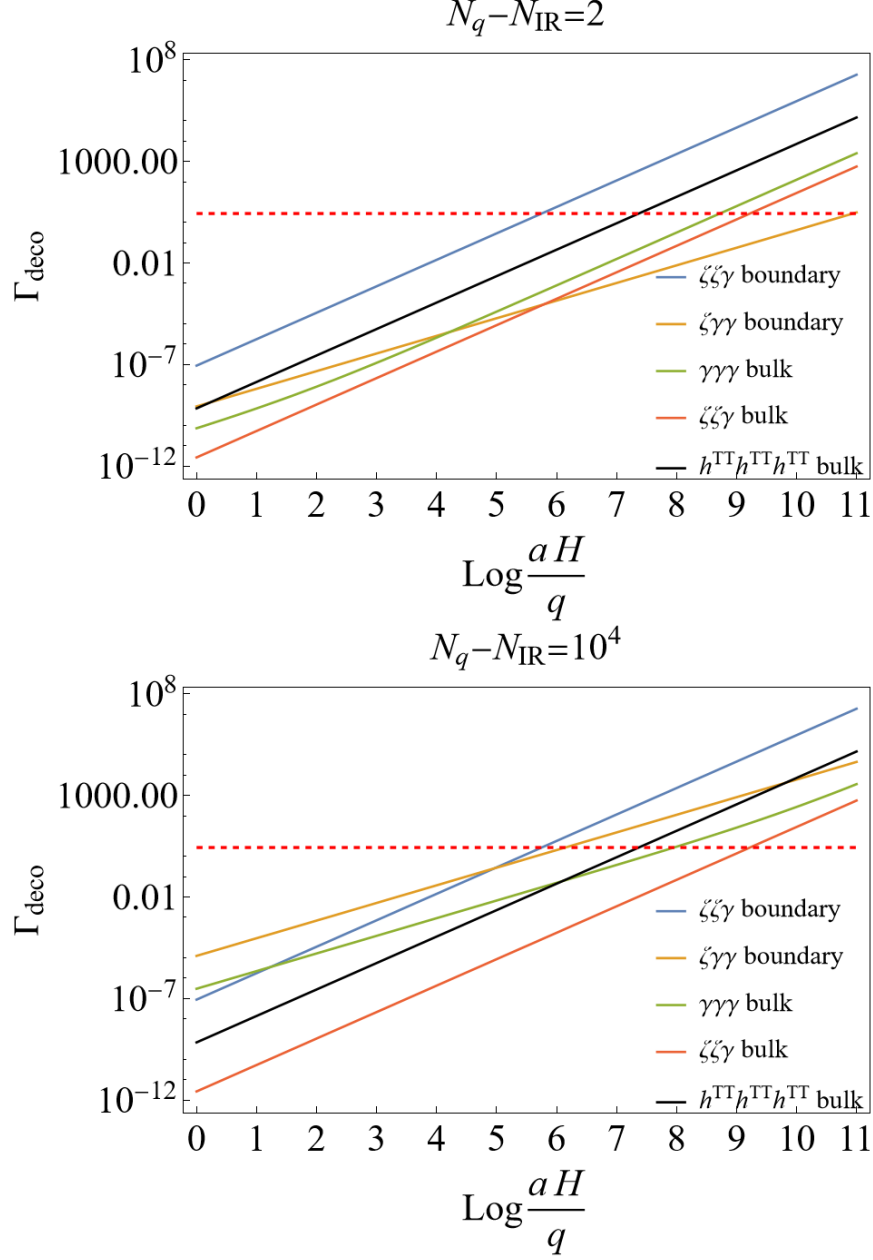 N_q−N_IR=2
10^8
1000.00
0.01
10^−7
10^−12
Γ_deco
ζζγ boundary
ζγγ boundary
γγγ bulk
ζζγ bulk
h^TT h^TT h^TT bulk
0 1 2 3 4 5 6 7 8 9 10 11
Log aH/q
N_q−N_IR=10^4
10^8
1000.00
0.01
10^−7
10^−12
Γ_deco
ζζγ boundary
ζγγ boundary
γγγ bulk
ζζγ bulk
h^TT h^TT h^TT bulk
0 1 2 3 4 5 6 7 8 9 10 11
Log aH/q